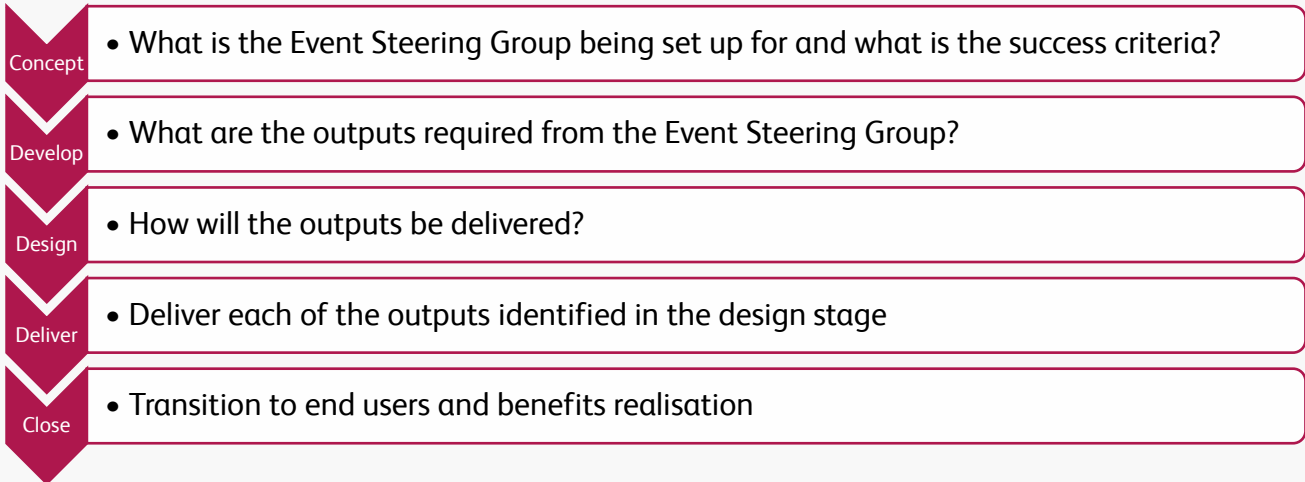 Concept
• What is the Event Steering Group being set up for and what is the success criteria?
Develop
• What are the outputs required from the Event Steering Group?
Design
• How will the outputs be delivered?
Deliver
• Deliver each of the outputs identified in the design stage
Close
• Transition to end users and benefits realisation